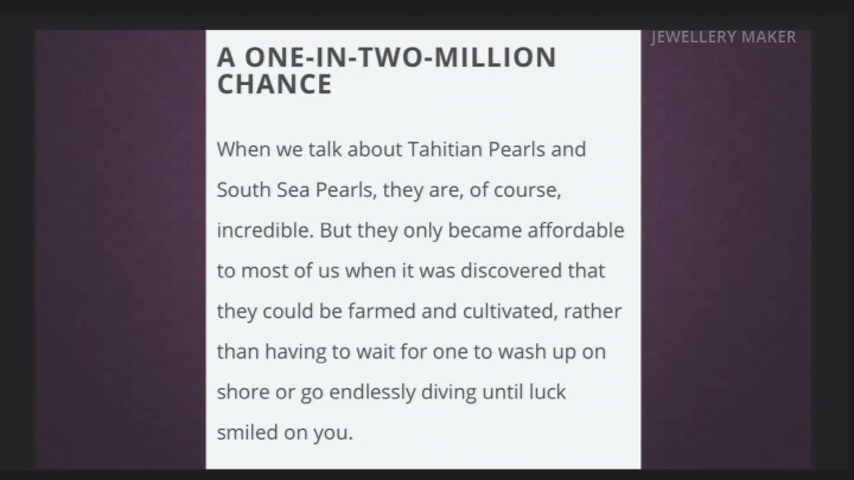 JEWELLERY MAKER
A ONE-IN-TWO-MILLION
CHANCE
When we talk about Tahitian Pearls and
South Sea Pearls, they are, of course,
incredible. But they only became affordable
to most of us when it was discovered that
they could be farmed and cultivated, rather
than having to wait for one to wash up on
shore or go endlessly diving until luck
smiled on you.